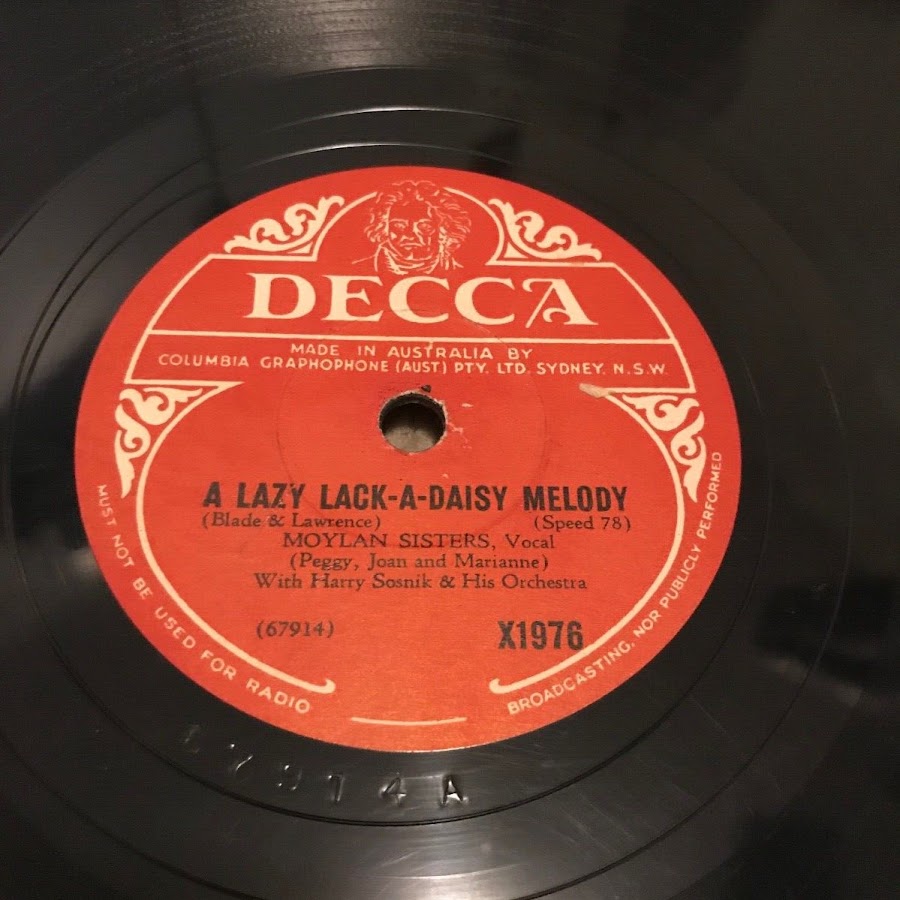 DECCA
MADE IN AUSTRALIA BY
COLUMBIA GRAPHOPHONE (AUST) PTY. LTD. SYDNEY. N.S.W.
A LAZY LACK-A-DAISY MELODY
(Blade & Lawrence) (Speed 78)
MOYLAN SISTERS, Vocal
(Peggy, Joan and Marianne)
With Harry Sosnik & His Orchestra
(67914) X1976
MUST NOT BE USED FOR RADIO
BROADCASTING, NOR PUBLICLY PERFORMED
67914A